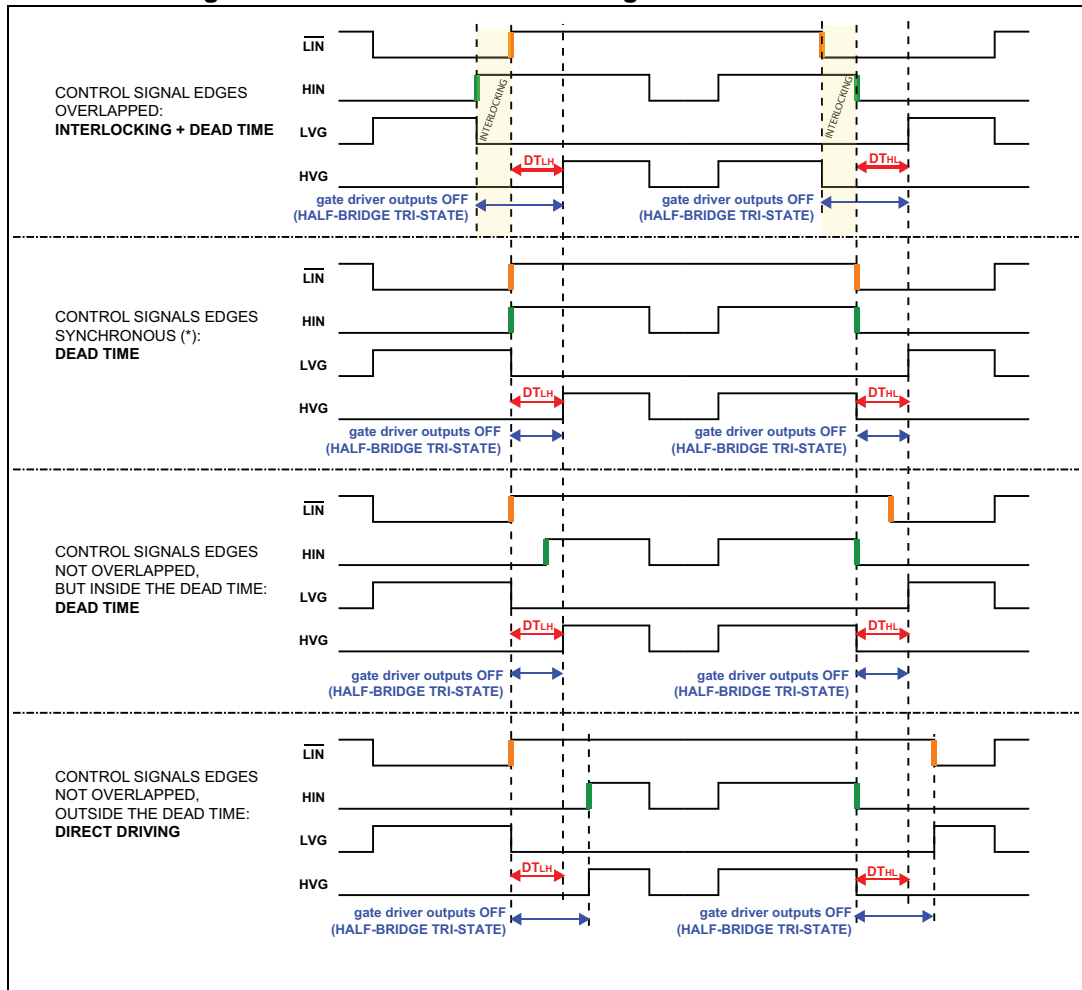 LIN
HIN
LVG
HVG
CONTROL SIGNAL EDGES
OVERLAPPED:
INTERLOCKING + DEAD TIME
INTERLOCKING
INTERLOCKING
DTLH
DTHL
gate driver outputs OFF
(HALF-BRIDGE TRI-STATE)
gate driver outputs OFF
(HALF-BRIDGE TRI-STATE)
LIN
HIN
LVG
HVG
CONTROL SIGNALS EDGES
SYNCHRONOUS (*):
DEAD TIME
DTLH
DTHL
gate driver outputs OFF
(HALF-BRIDGE TRI-STATE)
gate driver outputs OFF
(HALF-BRIDGE TRI-STATE)
LIN
HIN
LVG
HVG
CONTROL SIGNALS EDGES
NOT OVERLAPPED,
BUT INSIDE THE DEAD TIME:
DEAD TIME
DTLH
DTHL
gate driver outputs OFF
(HALF-BRIDGE TRI-STATE)
gate driver outputs OFF
(HALF-BRIDGE TRI-STATE)
LIN
HIN
LVG
HVG
CONTROL SIGNALS EDGES
NOT OVERLAPPED,
OUTSIDE THE DEAD TIME:
DIRECT DRIVING
DTLH
DTHL
gate driver outputs OFF
(HALF-BRIDGE TRI-STATE)
gate driver outputs OFF
(HALF-BRIDGE TRI-STATE)